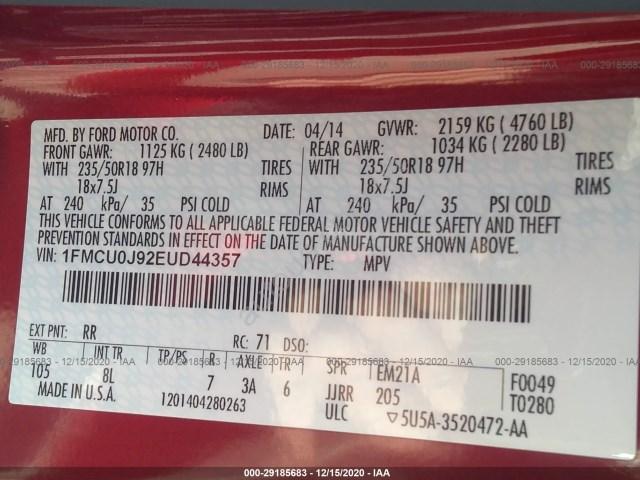 000-29185683 - 12/15/2020 - IAA
MFD. BY FORD MOTOR CO. DATE: 04/14 GVWR: 2159 KG ( 4760 LB)
FRONT GAWR: 1125 KG ( 2480 LB) REAR GAWR: 1034 KG ( 2280 LB)
WITH 235/50R18 97H TIRES WITH 235/50R18 97H TIRES
18x7.5J RIMS 18x7.5J RIMS
AT 240 kPa/ 35 PSI COLD AT 240 kPa/ 35 PSI COLD
THIS VEHICLE CONFORMS TO ALL APPLICABLE FEDERAL MOTOR VEHICLE SAFETY AND THEFT
PREVENTION STANDARDS IN EFFECT ON THE DATE OF MANUFACTURE SHOWN ABOVE.
VIN: 1FMCU0J92EUD44357 TYPE: MPV
EXT PNT: RR RC: 71 DSO:
WB INT TR TP/PS R AXLE TR SPR EM21A F0049
105 8L 7 3A 6 JJRR 205 T0280
MADE IN U.S.A. 1201404280263 ULC 5U5A-3520472-AA
000-29185683 - 12/15/2020 - IAA